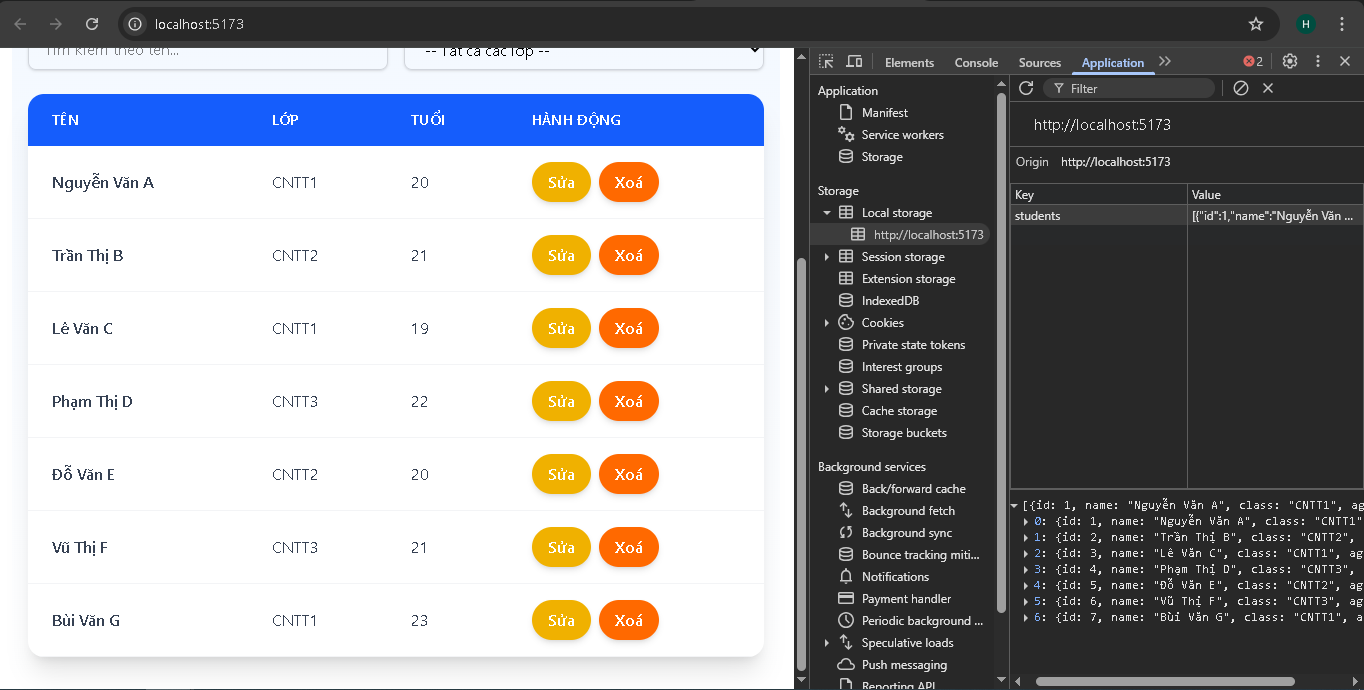 localhost:5173
H
Tìm kiếm theo tên...
-- Tất cả các lớp --
TÊN LỚP TUỔI HÀNH ĐỘNG
Nguyễn Văn A CNTT1 20 Sửa Xoá
Trần Thị B CNTT2 21 Sửa Xoá
Lê Văn C CNTT1 19 Sửa Xoá
Phạm Thị D CNTT3 22 Sửa Xoá
Đỗ Văn E CNTT2 20 Sửa Xoá
Vũ Thị F CNTT3 21 Sửa Xoá
Bùi Văn G CNTT1 23 Sửa Xoá
Elements Console Sources Application 2
Application
Manifest
Service workers
Storage
Storage
Local storage
http://localhost:5173
Session storage
Extension storage
IndexedDB
Cookies
Private state tokens
Interest groups
Shared storage
Cache storage
Storage buckets
Background services
Back/forward cache
Background fetch
Background sync
Bounce tracking miti...
Notifications
Payment handler
Periodic background ...
Speculative loads
Push messaging
Reporting API
Filter
http://localhost:5173
Origin http://localhost:5173
Key Value
students [{"id":1,"name":"Nguyễn Văn ...
[{id: 1, name: "Nguyễn Văn A", class: "CNTT1", ag
0: {id: 1, name: "Nguyễn Văn A", class: "CNTT1"
1: {id: 2, name: "Trần Thị B", class: "CNTT2",
2: {id: 3, name: "Lê Văn C", class: "CNTT1", ag
3: {id: 4, name: "Phạm Thị D", class: "CNTT3",
4: {id: 5, name: "Đỗ Văn E", class: "CNTT2", ag
5: {id: 6, name: "Vũ Thị F", class: "CNTT3", ag
6: {id: 7, name: "Bùi Văn G", class: "CNTT1", a